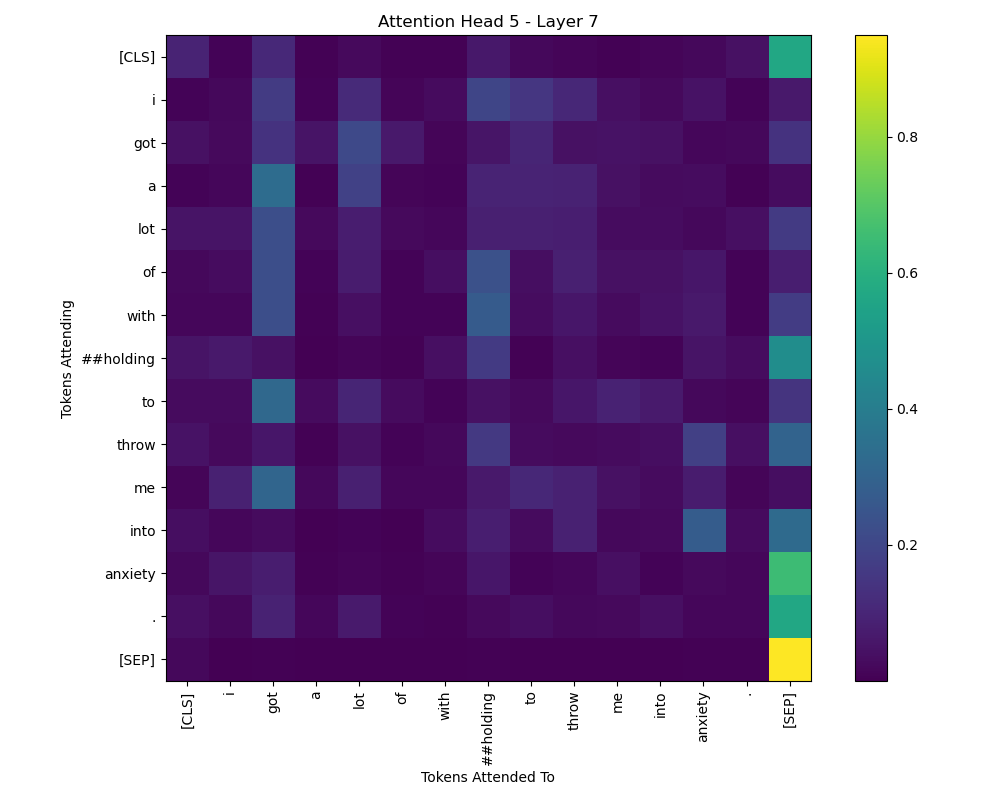 Attention Head 5 - Layer 7
[CLS]
i
got
a
lot
of
with
##holding
to
throw
me
into
anxiety
.
[SEP]
Tokens Attending
[CLS]
i
got
a
lot
of
with
##holding
to
throw
me
into
anxiety
.
[SEP]
Tokens Attended To
0.8
0.6
0.4
0.2